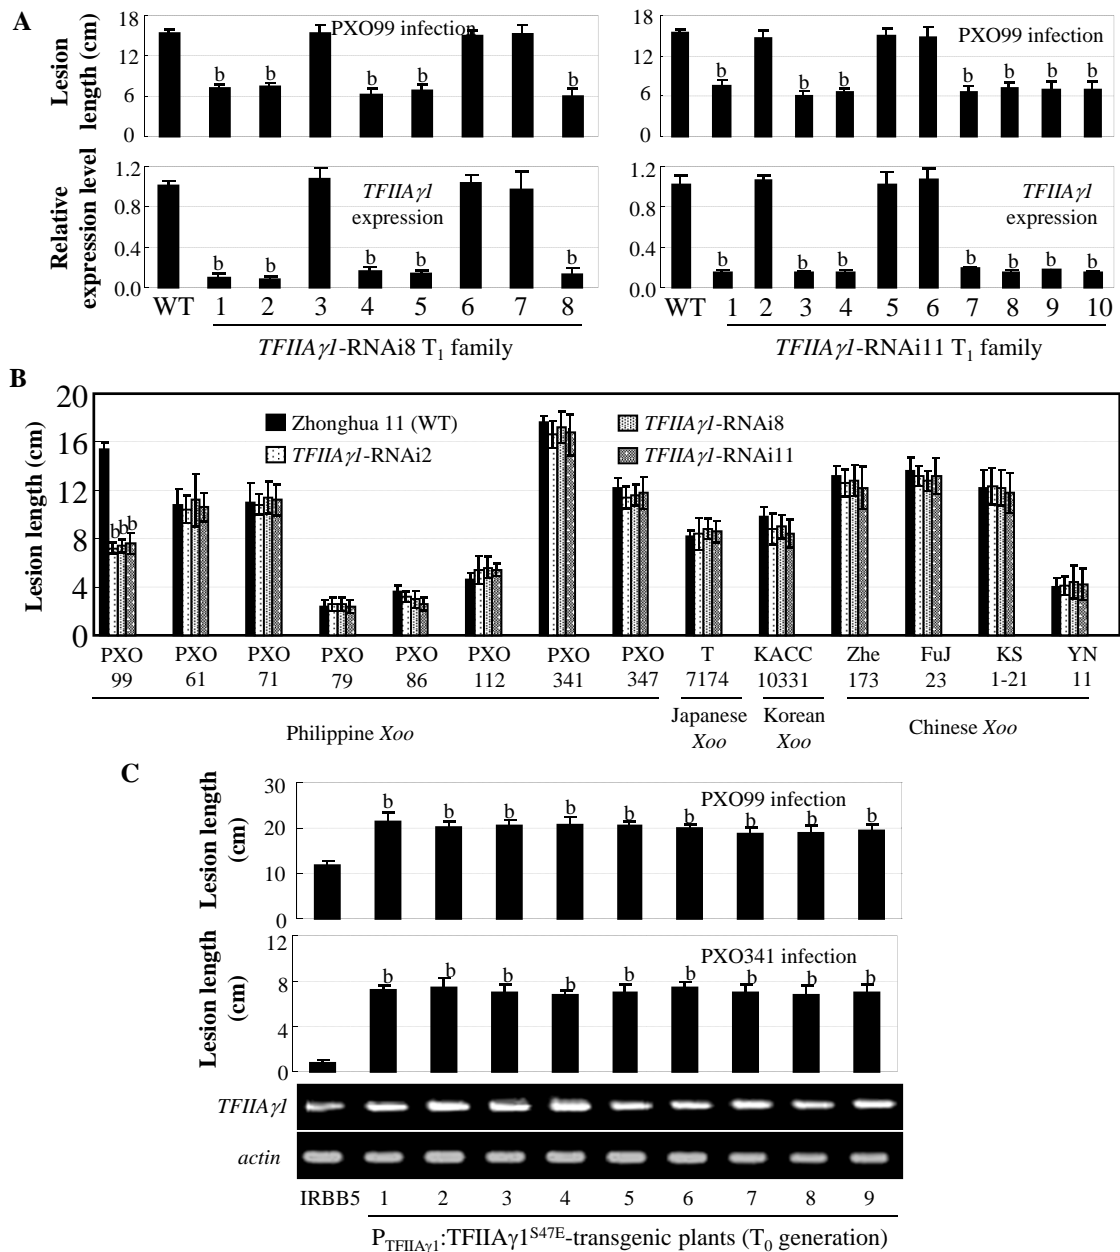 A
Lesion length (cm)
18
12
6
0
PXO99 infection
b b b b b
18
12
6
0
PXO99 infection
b b b b b b b
Relative expression level
1.2
0.8
0.4
0.0
TFIIAγ1
expression
b b b b b
1.2
0.8
0.4
0.0
TFIIAγ1
expression
b b b b b b b
WT 1 2 3 4 5 6 7 8
WT 1 2 3 4 5 6 7 8 9 10
TFIIAγ1-RNAi8 T1 family
TFIIAγ1-RNAi11 T1 family
B
Lesion length (cm)
20
16
12
8
4
0
Zhonghua 11 (WT)
TFIIAγ1-RNAi2
TFIIAγ1-RNAi8
TFIIAγ1-RNAi11
b b b
PXO PXO PXO PXO PXO PXO PXO PXO T KACC Zhe FuJ KS YN
99 61 71 79 86 112 341 347 7174 10331 173 23 1-21 11
Philippine Xoo
Japanese Xoo
Korean Xoo
Chinese Xoo
C
Lesion length (cm)
30
20
10
0
PXO99 infection
b b b b b b b b b
Lesion length (cm)
12
8
4
0
PXO341 infection
b b b b b b b b b
TFIIAγ1
actin
IRBB5 1 2 3 4 5 6 7 8 9
PTFIIAγ1:TFIIAγ1S47E-transgenic plants (T0 generation)